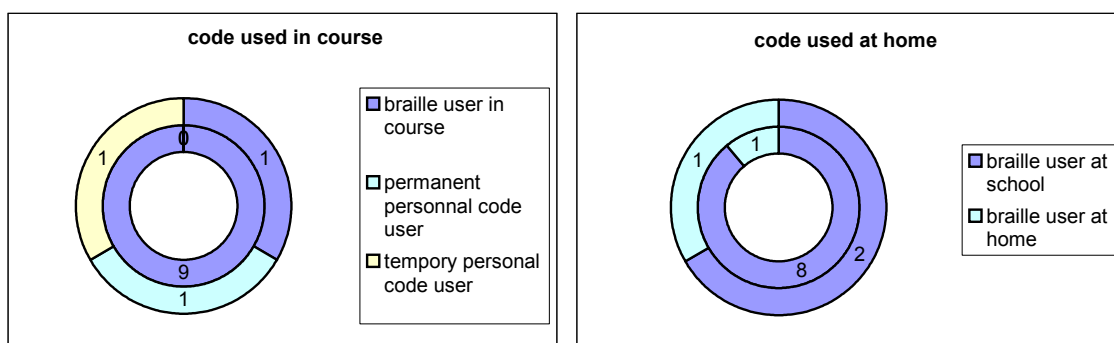 code used in course
0
1
1
9
1
braille user in
course
permanent
personnal code
user
tempory personal
code user
code used at home
1
1
2
8
braille user at
school
braille user at
home